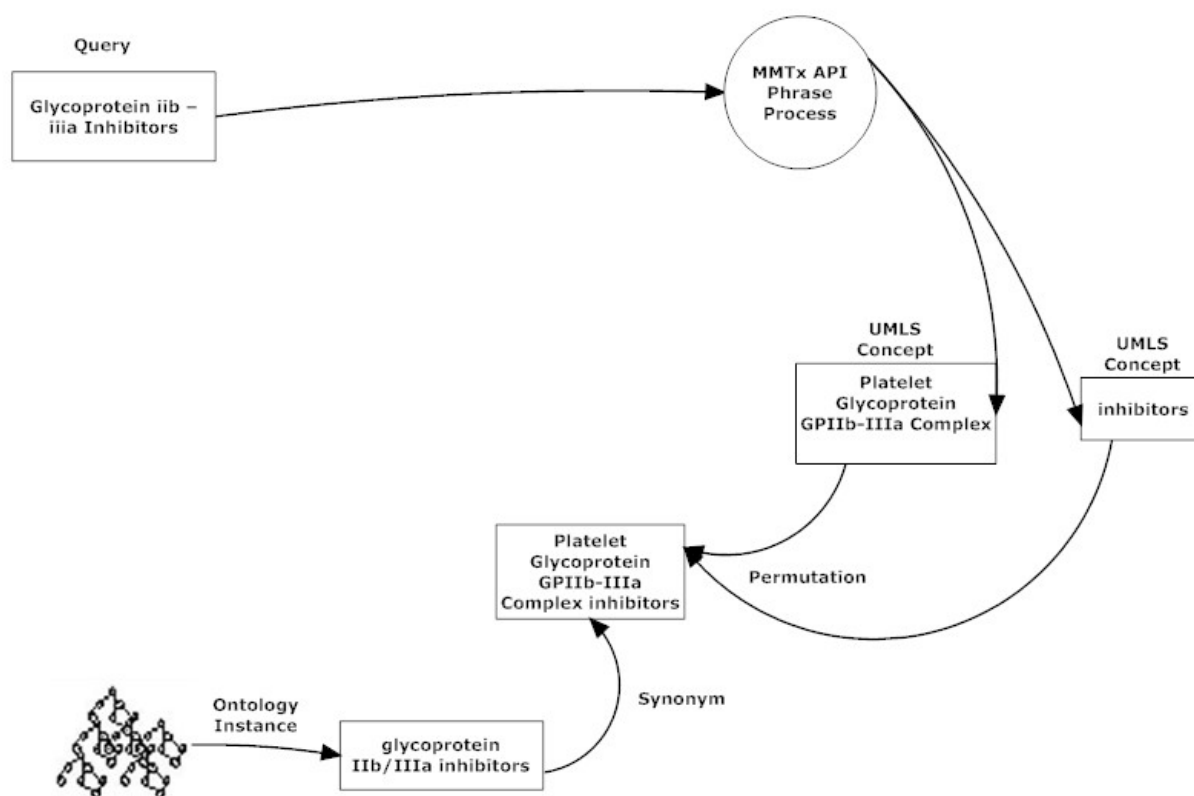 Query
Glycoprotein iib –
iiia Inhibitors
MMTx API
Phrase
Process
UMLS
Concept
Platelet
Glycoprotein
GPIIb-IIIa Complex
UMLS
Concept
inhibitors
Platelet
Glycoprotein
GPIIb-IIIa
Complex inhibitors
Permutation
Synonym
Ontology
Instance
glycoprotein
IIb/IIIa inhibitors